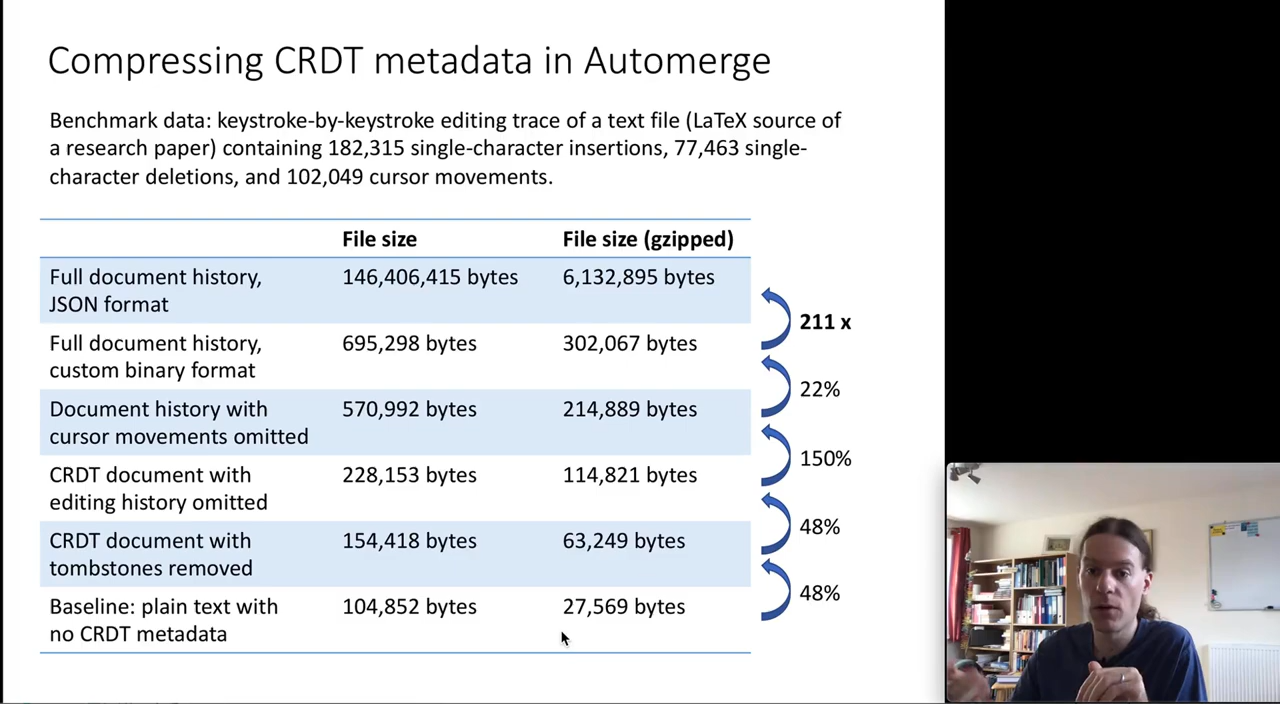 Compressing CRDT metadata in Automerge
Benchmark data: keystroke-by-keystroke editing trace of a text file (LaTeX source of
a research paper) containing 182,315 single-character insertions, 77,463 single-
character deletions, and 102,049 cursor movements.
File size File size (gzipped)
Full document history, 146,406,415 bytes 6,132,895 bytes
JSON format
211 x
Full document history, 695,298 bytes 302,067 bytes
custom binary format
22%
Document history with 570,992 bytes 214,889 bytes
cursor movements omitted
150%
CRDT document with 228,153 bytes 114,821 bytes
editing history omitted
48%
CRDT document with 154,418 bytes 63,249 bytes
tombstones removed
48%
Baseline: plain text with 104,852 bytes 27,569 bytes
no CRDT metadata